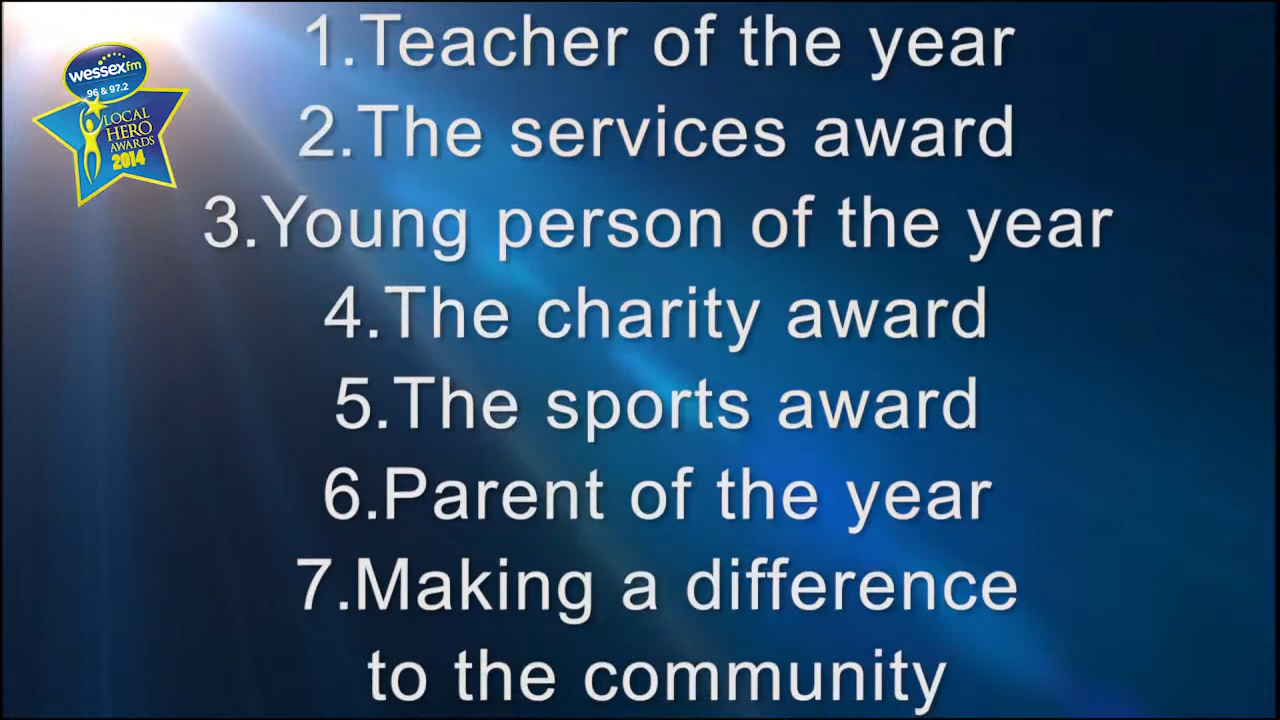 wessexfm
96 & 97.2
LOCAL
HERO
AWARDS
2014
1.Teacher of the year
2.The services award
3.Young person of the year
4.The charity award
5.The sports award
6.Parent of the year
7.Making a difference
to the community